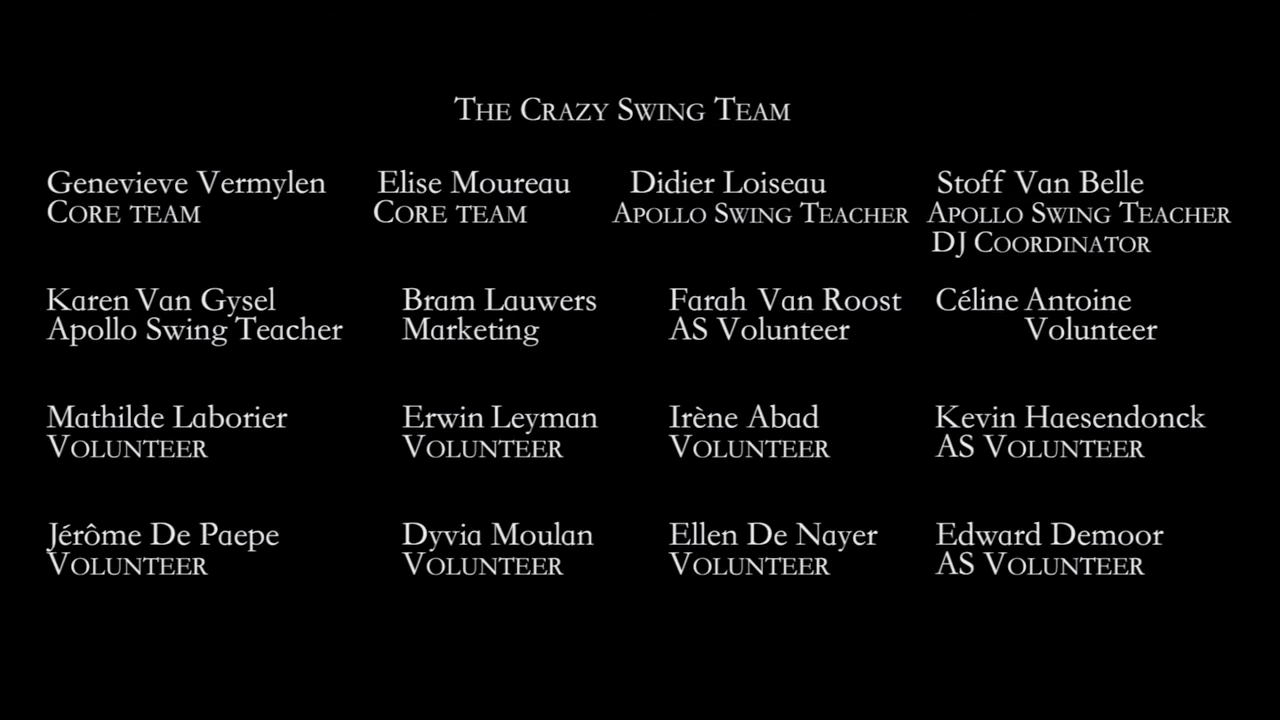 The Crazy Swing Team
Genevieve Vermylen Elise Moureau Didier Loiseau Stoff Van Belle
Core team Core team Apollo Swing Teacher Apollo Swing Teacher
DJ Coordinator
Karen Van Gysel Bram Lauwers Farah Van Roost Céline Antoine
Apollo Swing Teacher Marketing AS Volunteer Volunteer
Mathilde Laborier Erwin Leyman Irène Abad Kevin Haesendonck
Volunteer Volunteer Volunteer AS Volunteer
Jérôme De Paepe Dyvia Moulan Ellen De Nayer Edward Demoor
Volunteer Volunteer Volunteer AS Volunteer